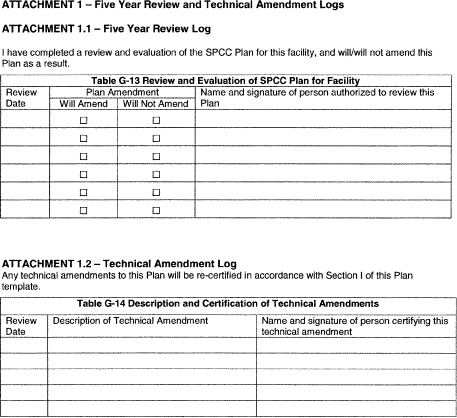 ATTACHMENT 1 – Five Year Review and Technical Amendment Logs
ATTACHMENT 1.1 – Five Year Review Log
I have completed a review and evaluation of the SPCC Plan for this facility, and will/will not amend this
Plan as a result.
Table G-13 Review and Evaluation of SPCC Plan for Facility
Review Date
Plan Amendment
Will Amend
Will Not Amend
Name and signature of person authorized to review this
Plan
ATTACHMENT 1.2 – Technical Amendment Log
Any technical amendments to this Plan will be re-certified in accordance with Section I of this Plan
template.
Table G-14 Description and Certification of Technical Amendments
Review
Date
Description of Technical Amendment
Name and signature of person certifying this
technical amendment